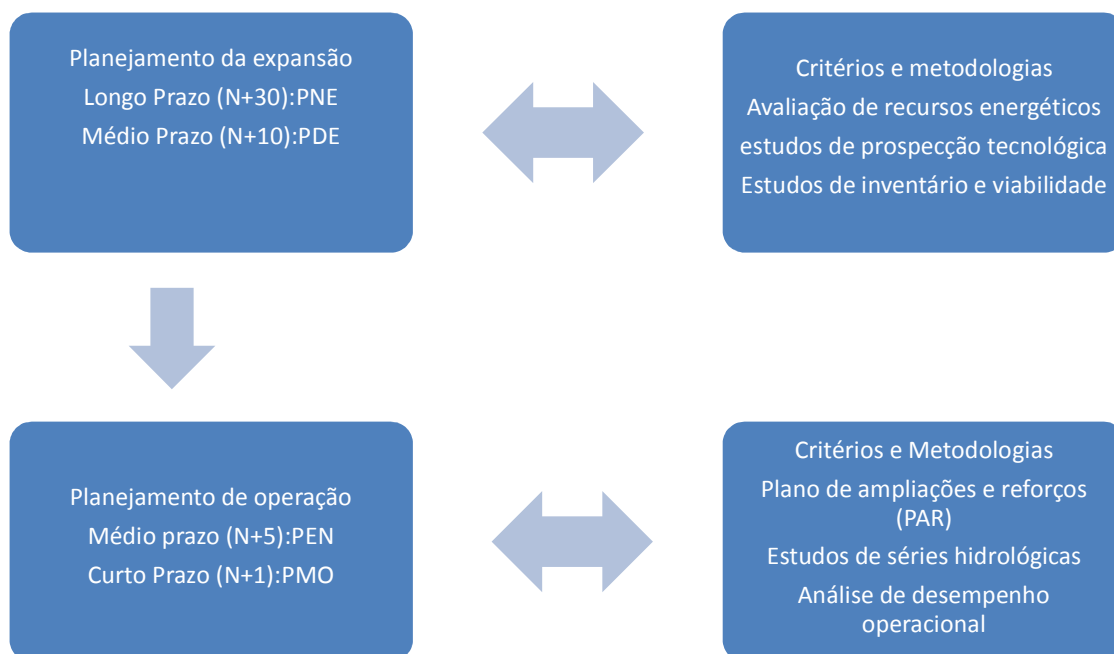 Planejamento da expansão
Longo Prazo (N+30):PNE
Médio Prazo (N+10):PDE
Critérios e metodologias
Avaliação de recursos energéticos
estudos de prospecção tecnológica
Estudos de inventário e viabilidade
Planejamento de operação
Médio prazo (N+5):PEN
Curto Prazo (N+1):PMO
Critérios e Metodologias
Plano de ampliações e reforços
(PAR)
Estudos de séries hidrológicas
Análise de desempenho
operacional